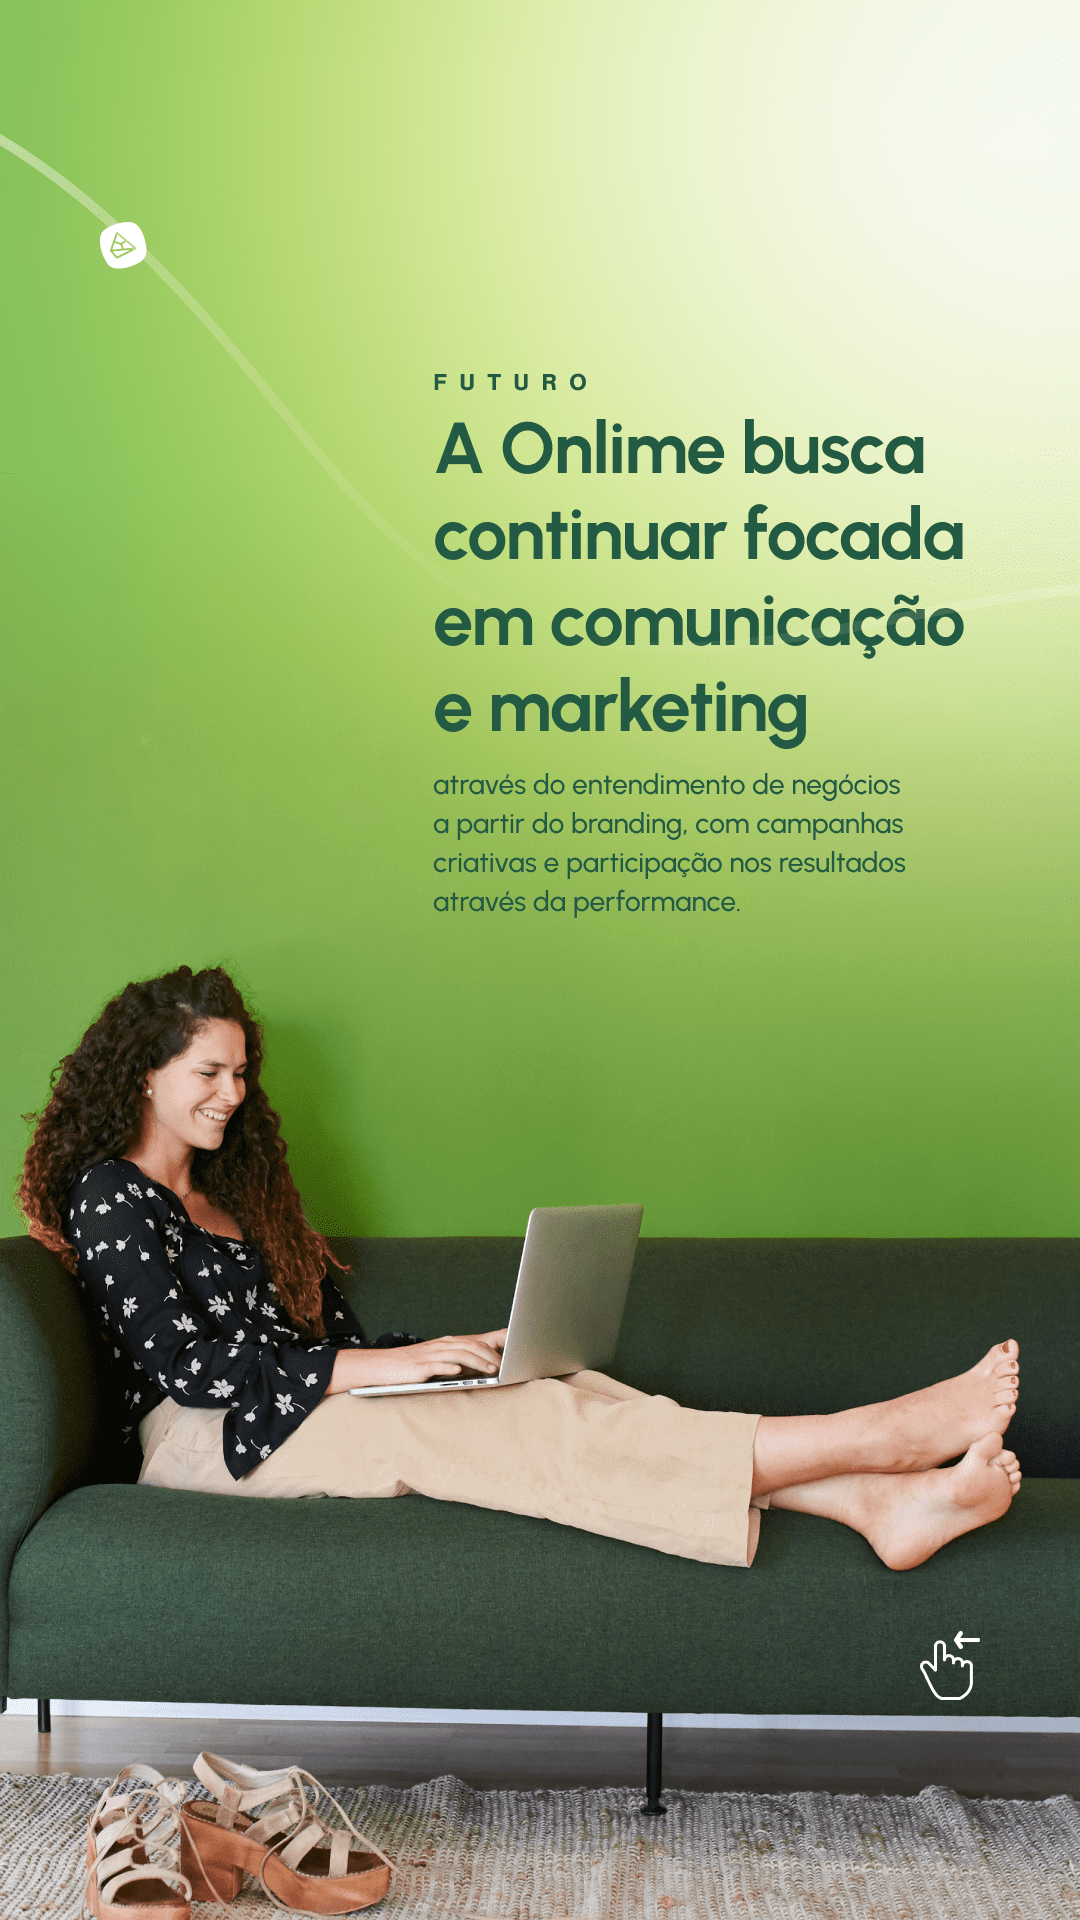 FUTURO
A Onlime busca
continuar focada
em comunicação
e marketing
através do entendimento de negócios
a partir do branding, com campanhas
criativas e participação nos resultados
através da performance.